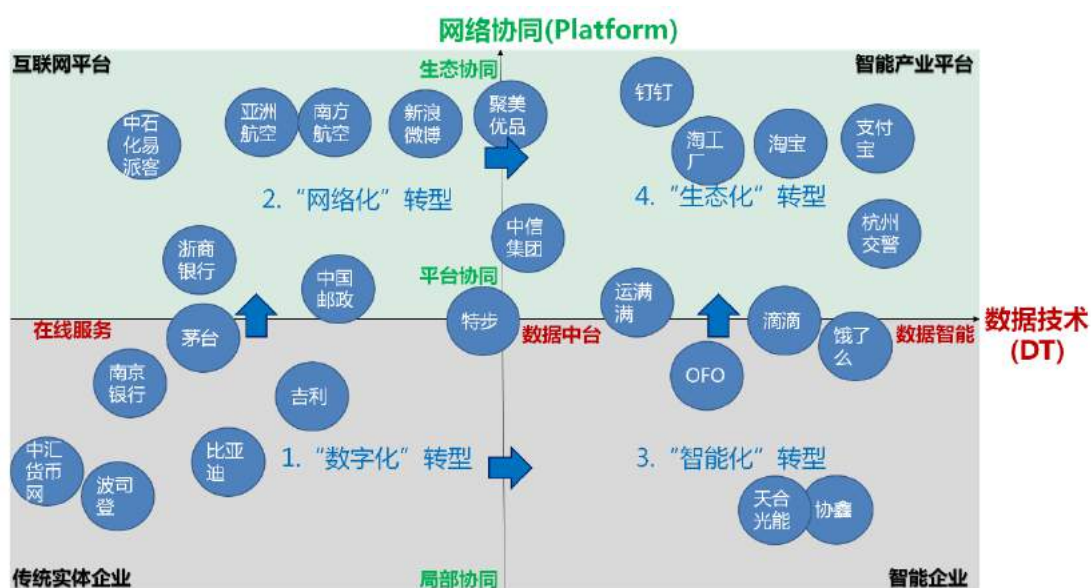 网络协同(Platform)
互联网平台
生态协同
智能产业平台
钉钉
亚洲
航空
南方
航空
新浪
微博
聚美
优品
中石
化易
派客
淘工
厂
淘宝
支付
宝
2. “网络化”转型
4. “生态化”转型
中信
集团
杭州
交警
浙商
银行
中国
邮政
平台协同
运满
满
在线服务
茅台
特步
数据中台
滴滴
饿了
么
数据智能
数据技术
(DT)
南京
银行
吉利
OFO
中汇
货币
网
波司
登
比亚
迪
1. “数字化”转型
3. “智能化”转型
天合
光能
协鑫
传统实体企业
局部协同
智能企业